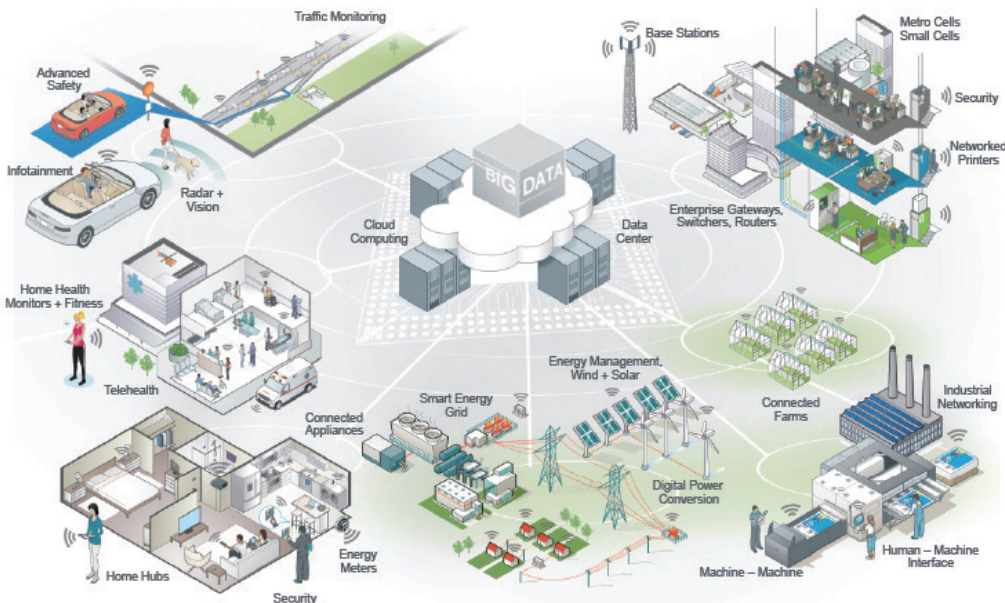 Traffic Monitoring
Base Stations
Metro Cells
Small Cells
Advanced
Safety
Security
Infotainment
Networked
Printers
Radar +
Vision
BIG DATA
Cloud
Computing
Data
Center
Enterprise Gateways,
Switchers, Routers
Home Health
Monitors + Fitness
Telehealth
Energy Management,
Wind + Solar
Smart Energy
Grid
Connected
Appliances
Connected
Farms
Industrial
Networking
Digital Power
Conversion
Home Hubs
Energy
Meters
Security
Machine – Machine
Human – Machine
Interface